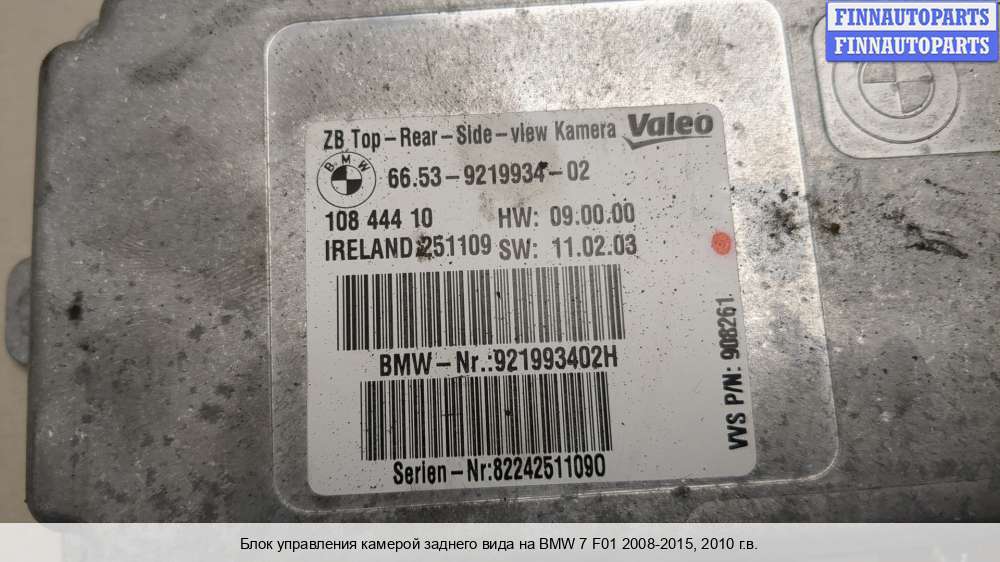 FINNAUTOPARTS
FINNAUTOPARTS
ZB Top-Rear-Side-view Kamera Valeo
BMW
66.53-9219934-02
108 444 10 HW: 09.00.00
IRELAND:251109 SW: 11.02.03
BMW-Nr.:921993402H
Serien-Nr:82242511090
VVS P/N: 908261
Блок управления камерой заднего вида на BMW 7 F01 2008-2015, 2010 г.в.